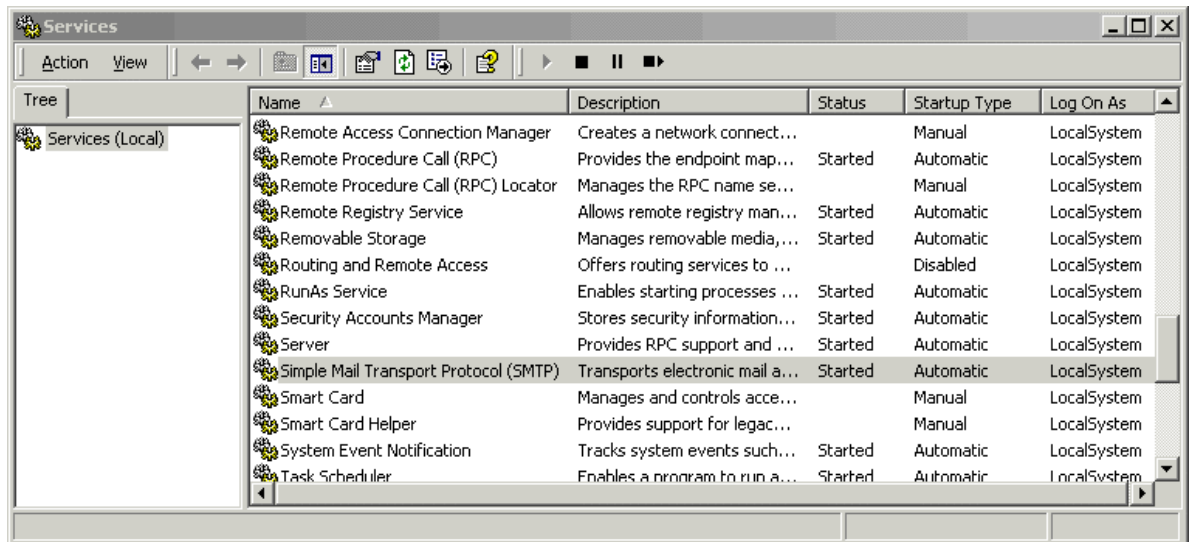 Services
Action View
Tree
Name Description Status Startup Type Log On As
Services (Local)
Remote Access Connection Manager Creates a network connect... Manual LocalSystem
Remote Procedure Call (RPC) Provides the endpoint map... Started Automatic LocalSystem
Remote Procedure Call (RPC) Locator Manages the RPC name se... Manual LocalSystem
Remote Registry Service Allows remote registry man... Started Automatic LocalSystem
Removable Storage Manages removable media,... Started Automatic LocalSystem
Routing and Remote Access Offers routing services to ... Disabled LocalSystem
RunAs Service Enables starting processes ... Started Automatic LocalSystem
Security Accounts Manager Stores security information... Started Automatic LocalSystem
Server Provides RPC support and ... Started Automatic LocalSystem
Simple Mail Transport Protocol (SMTP) Transports electronic mail a... Started Automatic LocalSystem
Smart Card Manages and controls acce... Manual LocalSystem
Smart Card Helper Provides support for legac... Manual LocalSystem
System Event Notification Tracks system events such... Started Automatic LocalSystem
Task Scheduler Enables a program to run a... Started Automatic LocalSystem